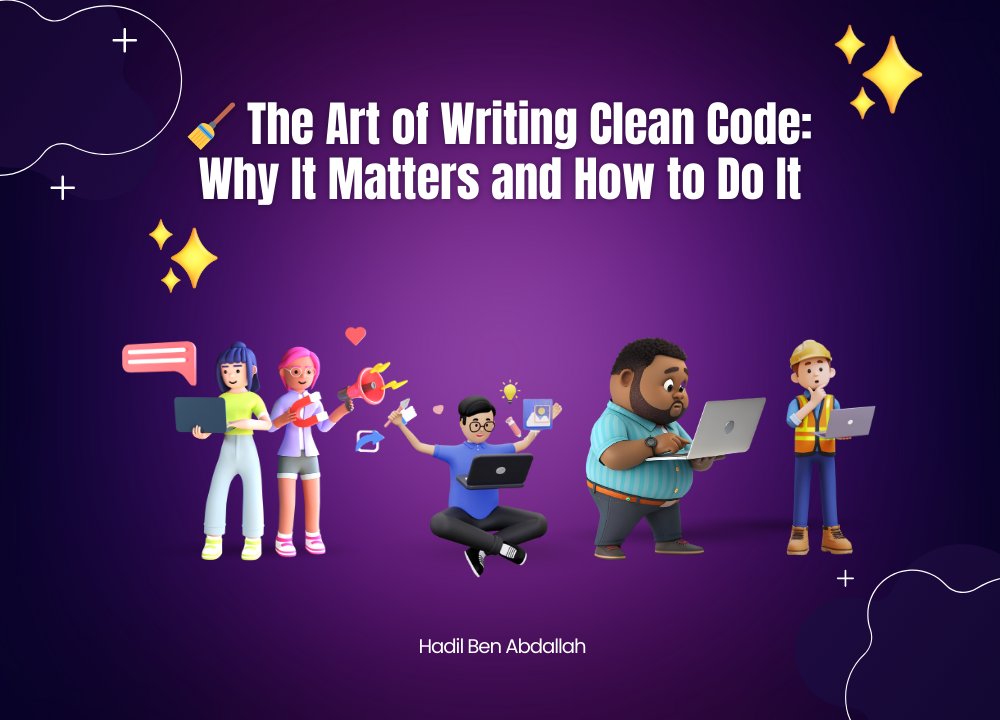 🧹 The Art of Writing Clean Code:
Why It Matters and How to Do It
Hadil Ben Abdallah